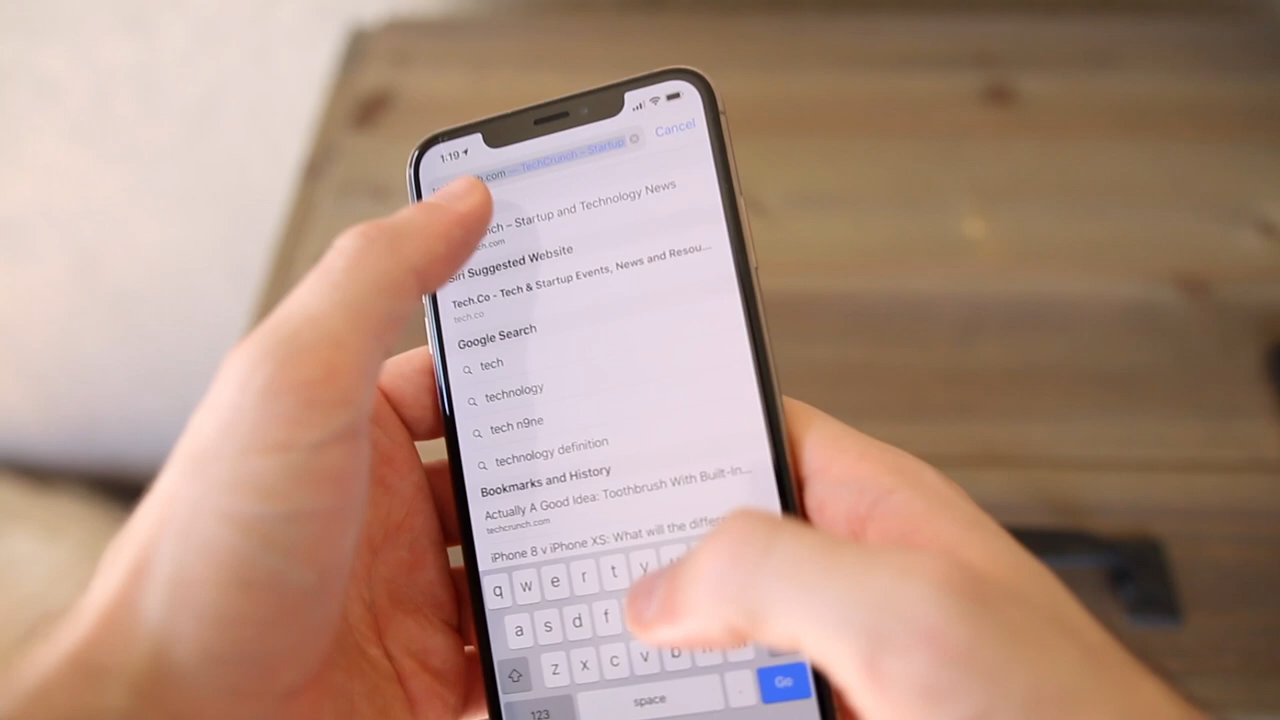 1:19
.com — TechCrunch – Startup
Cancel
– Startup and Technology News
Siri Suggested Website
Tech.Co - Tech & Startup Events, News and Resou...
tech.co
Google Search
tech
technology
tech n9ne
technology definition
Bookmarks and History
Actually A Good Idea: Toothbrush With Built-In...
techcrunch.com
iPhone 8 v iPhone XS: What will the
q w e r t y
a s d f
z x c v b
123 space . Go